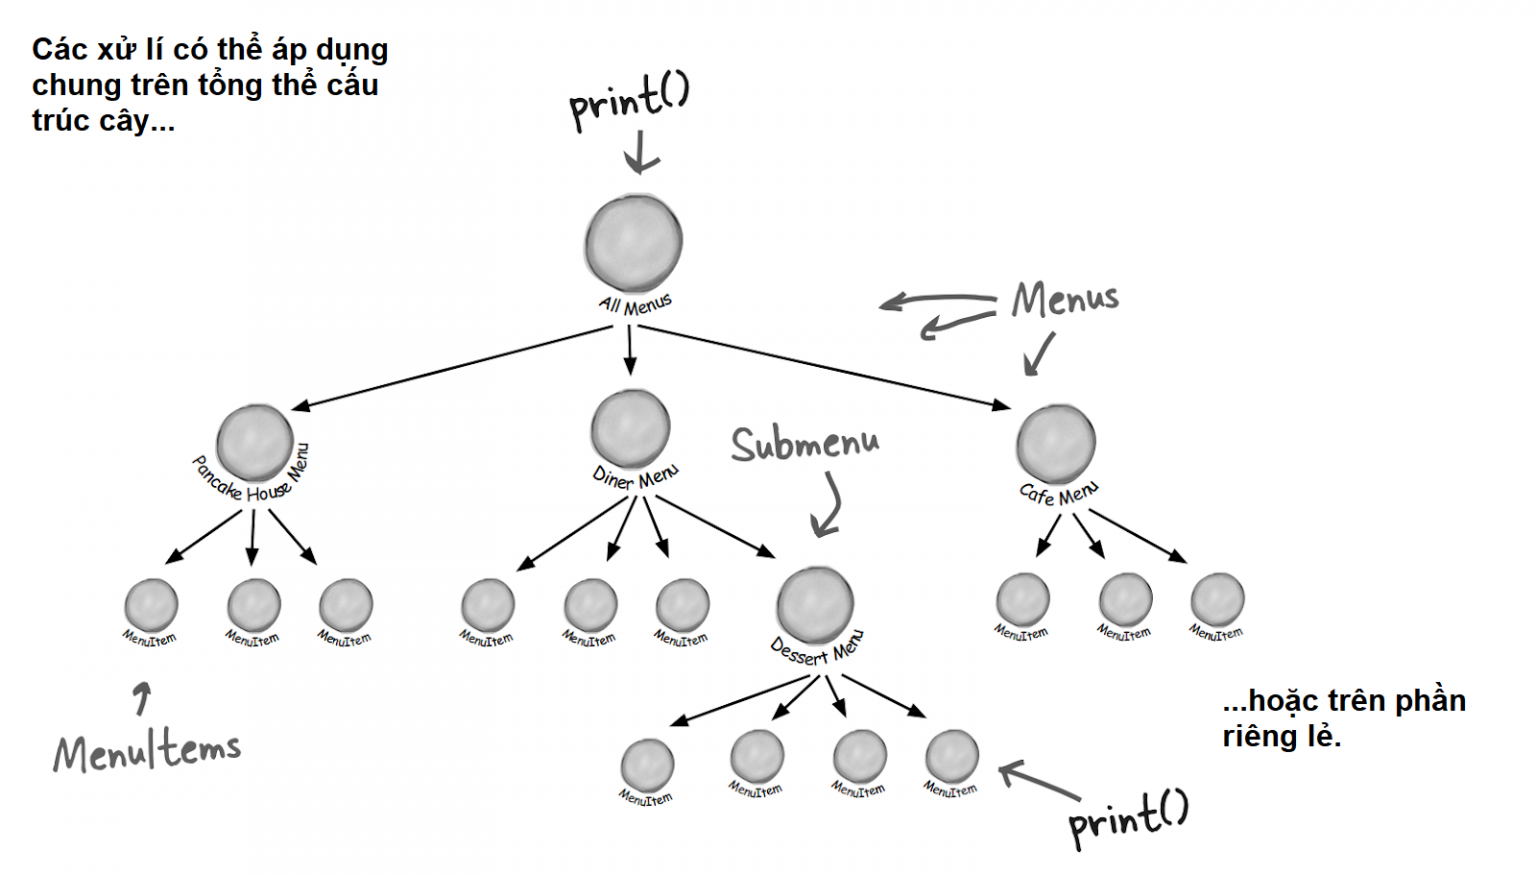 Các xử lí có thể áp dụng
chung trên tổng thể cấu
trúc cây...
print()
All Menus
Menus
Pancake House Menu
Diner Menu
Submenu
Cafe Menu
MenuItem
MenuItem
MenuItem
MenuItem
MenuItem
MenuItem
Dessert Menu
MenuItem
MenuItem
MenuItem
MenuItems
...hoặc trên phần
riêng lẻ.
MenuItem
MenuItem
MenuItem
MenuItem
print()